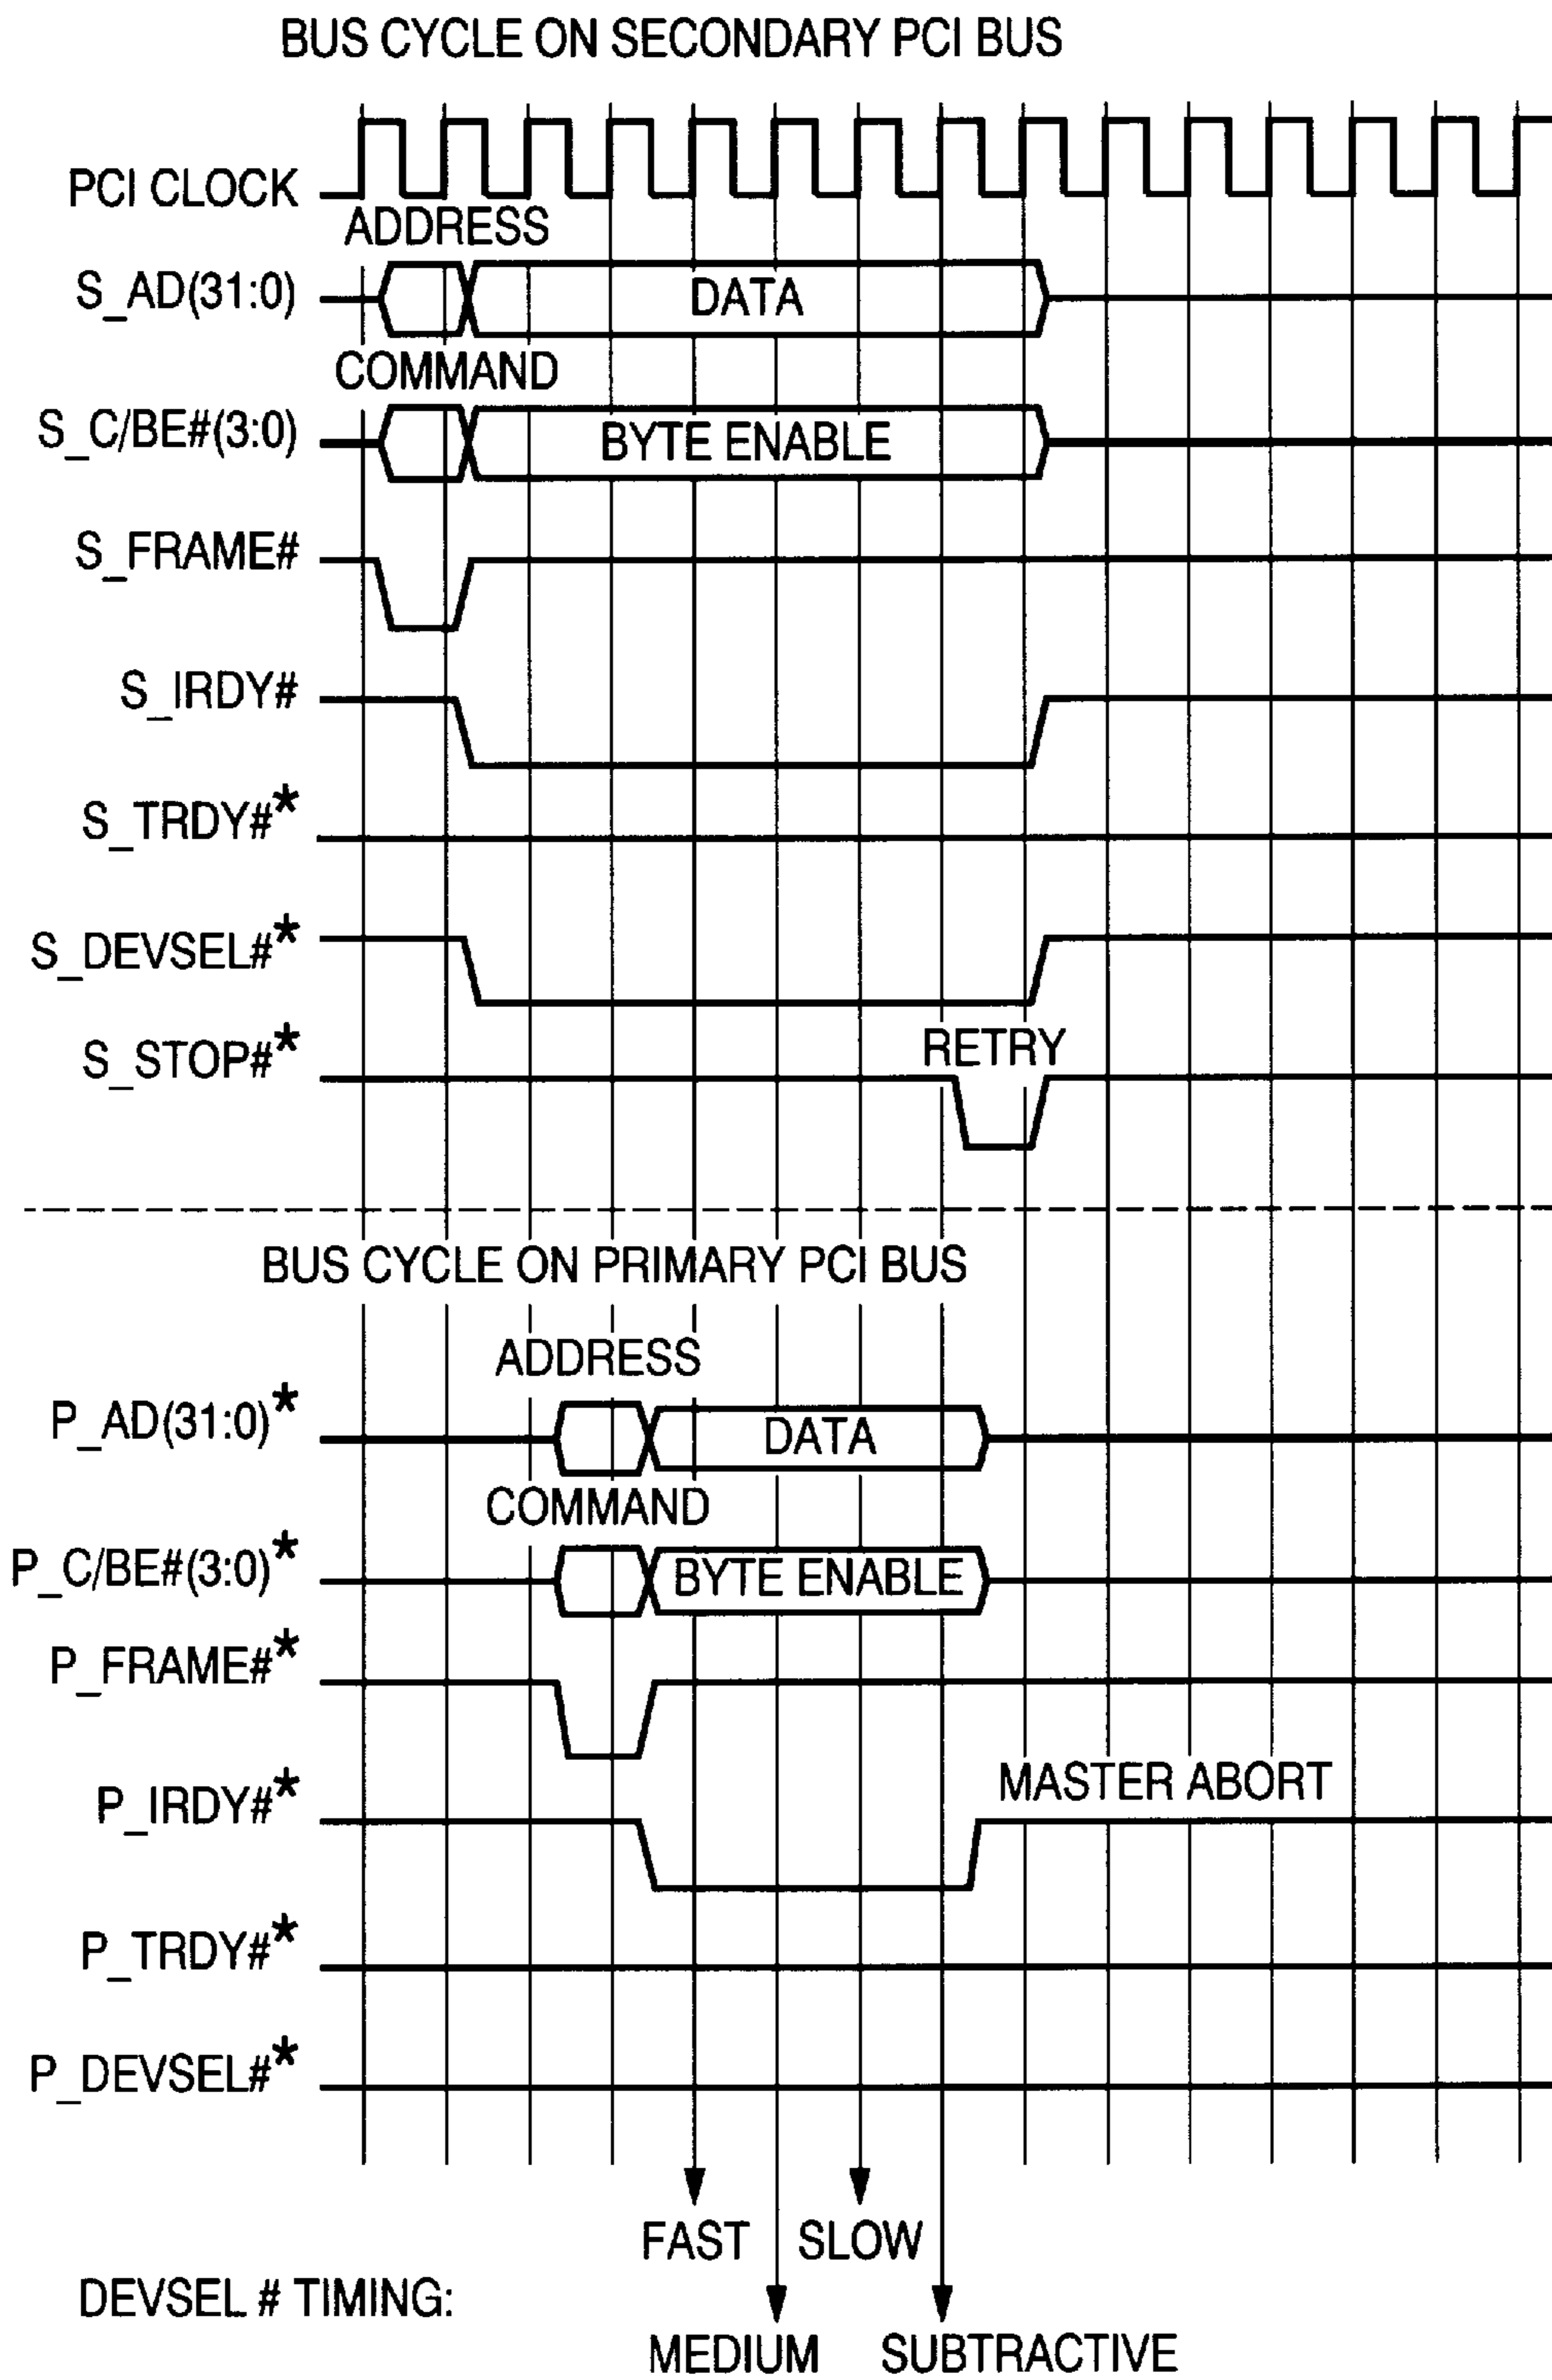 BUS CYCLE ON SECONDARY PCI BUS
PCI CLOCK
ADDRESS
S_AD(31:0)
DATA
COMMAND
S_C/BE#(3:0)
BYTE ENABLE
S_FRAME#
S_IRDY#
S_TRDY#*
S_DEVSEL#*
RETRY
S_STOP#*
BUS CYCLE ON PRIMARY PCI BUS
ADDRESS
P_AD(31:0)*
DATA
COMMAND
P_C/BE#(3:0)*
BYTE ENABLE
P_FRAME#*
MASTER ABORT
P_IRDY#*
P_TRDY#*
P_DEVSEL#*
FAST SLOW
DEVSEL # TIMING:
MEDIUM SUBTRACTIVE